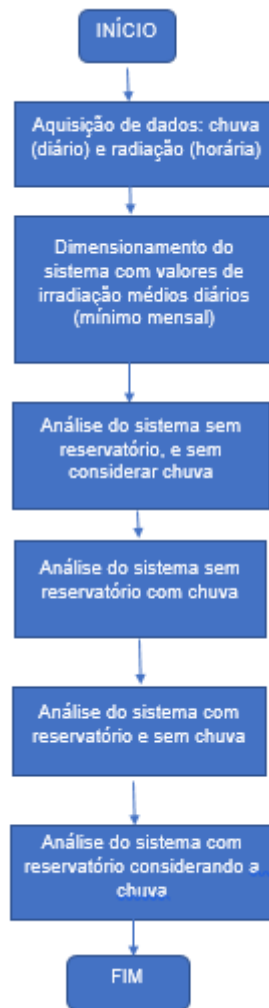 INÍCIO
Aquisição de dados: chuva
(diário) e radiação (horária)
Dimensionamento do
sistema com valores de
irradiação médios diários
(mínimo mensal)
Análise do sistema sem
reservatório, e sem
considerar chuva
Análise do sistema sem
reservatório com chuva
Análise do sistema com
reservatório e sem chuva
Análise do sistema com
reservatório considerando a
chuva
FIM